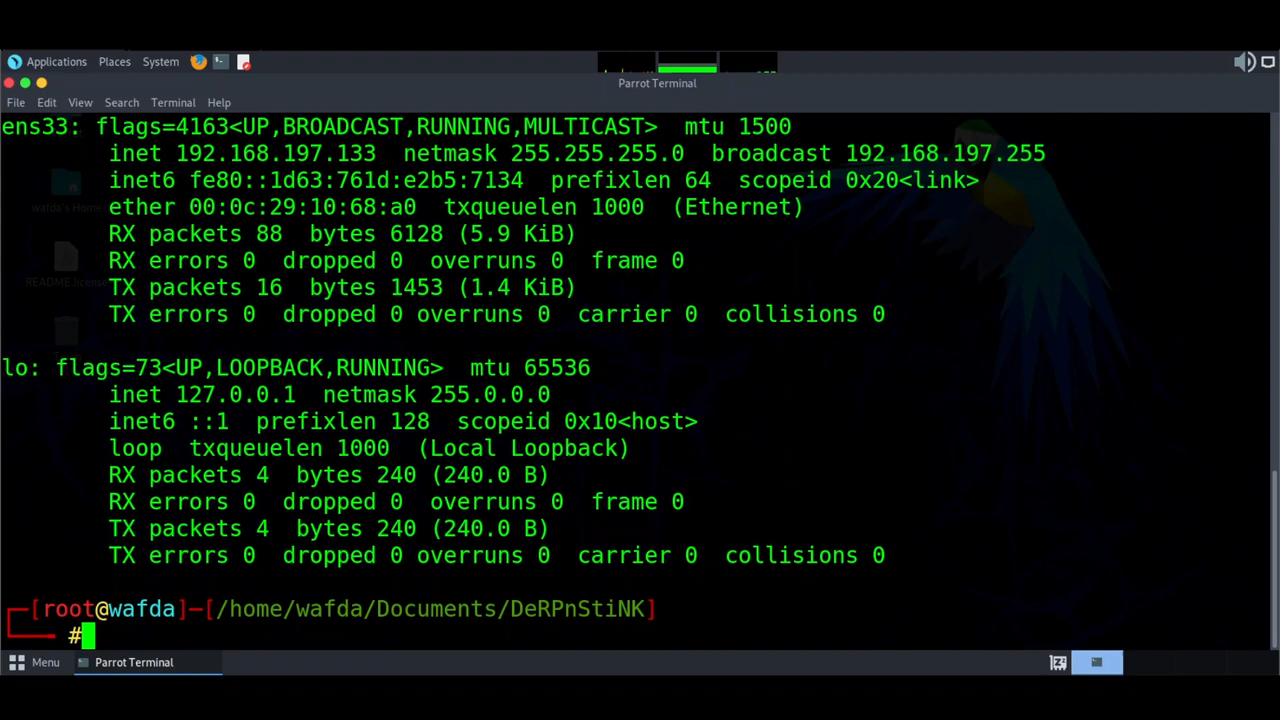 Applications Places System
Parrot Terminal
File Edit View Search Terminal Help
ens33: flags=4163<UP,BROADCAST,RUNNING,MULTICAST>  mtu 1500
inet 192.168.197.133  netmask 255.255.255.0  broadcast 192.168.197.255
inet6 fe80::1d63:761d:e2b5:7134  prefixlen 64  scopeid 0x20<link>
ether 00:0c:29:10:68:a0  txqueuelen 1000  (Ethernet)
RX packets 88  bytes 6128 (5.9 KiB)
RX errors 0  dropped 0  overruns 0  frame 0
TX packets 16  bytes 1453 (1.4 KiB)
TX errors 0  dropped 0 overruns 0  carrier 0  collisions 0
lo: flags=73<UP,LOOPBACK,RUNNING>  mtu 65536
inet 127.0.0.1  netmask 255.0.0.0
inet6 ::1  prefixlen 128  scopeid 0x10<host>
loop  txqueuelen 1000  (Local Loopback)
RX packets 4  bytes 240 (240.0 B)
RX errors 0  dropped 0  overruns 0  frame 0
TX packets 4  bytes 240 (240.0 B)
TX errors 0  dropped 0 overruns 0  carrier 0  collisions 0
wafda's Home
README.license
[root@wafda]─[/home/wafda/Documents/DeRPnStiNK]
#
Menu Parrot Terminal